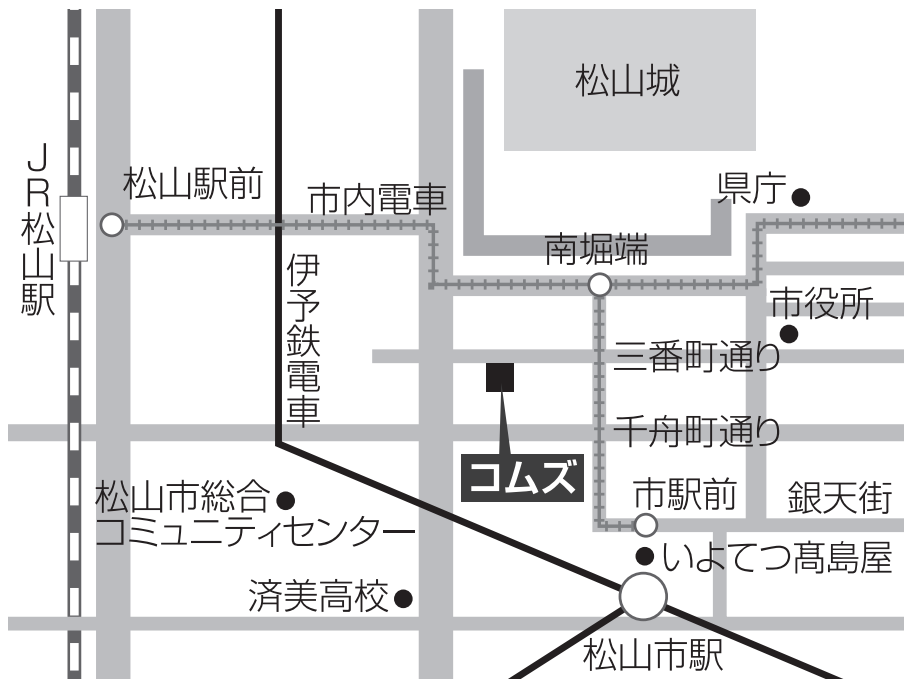 松山城
JR松山駅
松山駅前
市内電車
県庁
南堀端
伊予鉄電車
市役所
三番町通り
千舟町通り
コムズ
市駅前
銀天街
松山市総合
コミュニティセンター
いよてつ髙島屋
済美高校
松山市駅